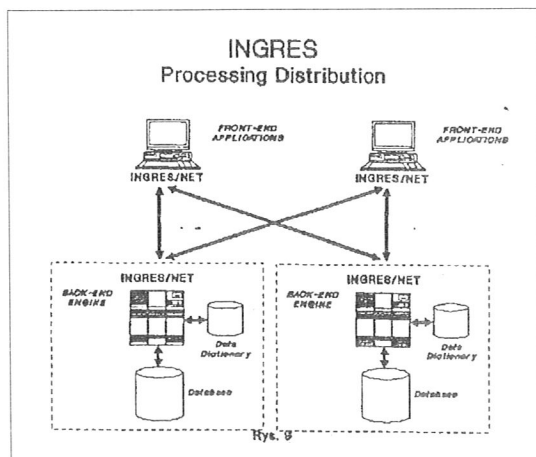 INGRES
Processing Distribution
FRONT-END
APPLICATIONS
FRONT-END
APPLICATIONS
INGRES/NET
INGRES/NET
INGRES/NET
INGRES/NET
BACK-END
ENGINE
BACK-END
ENGINE
Data
Dictionary
Data
Dictionary
Database
Database
Rys. 9